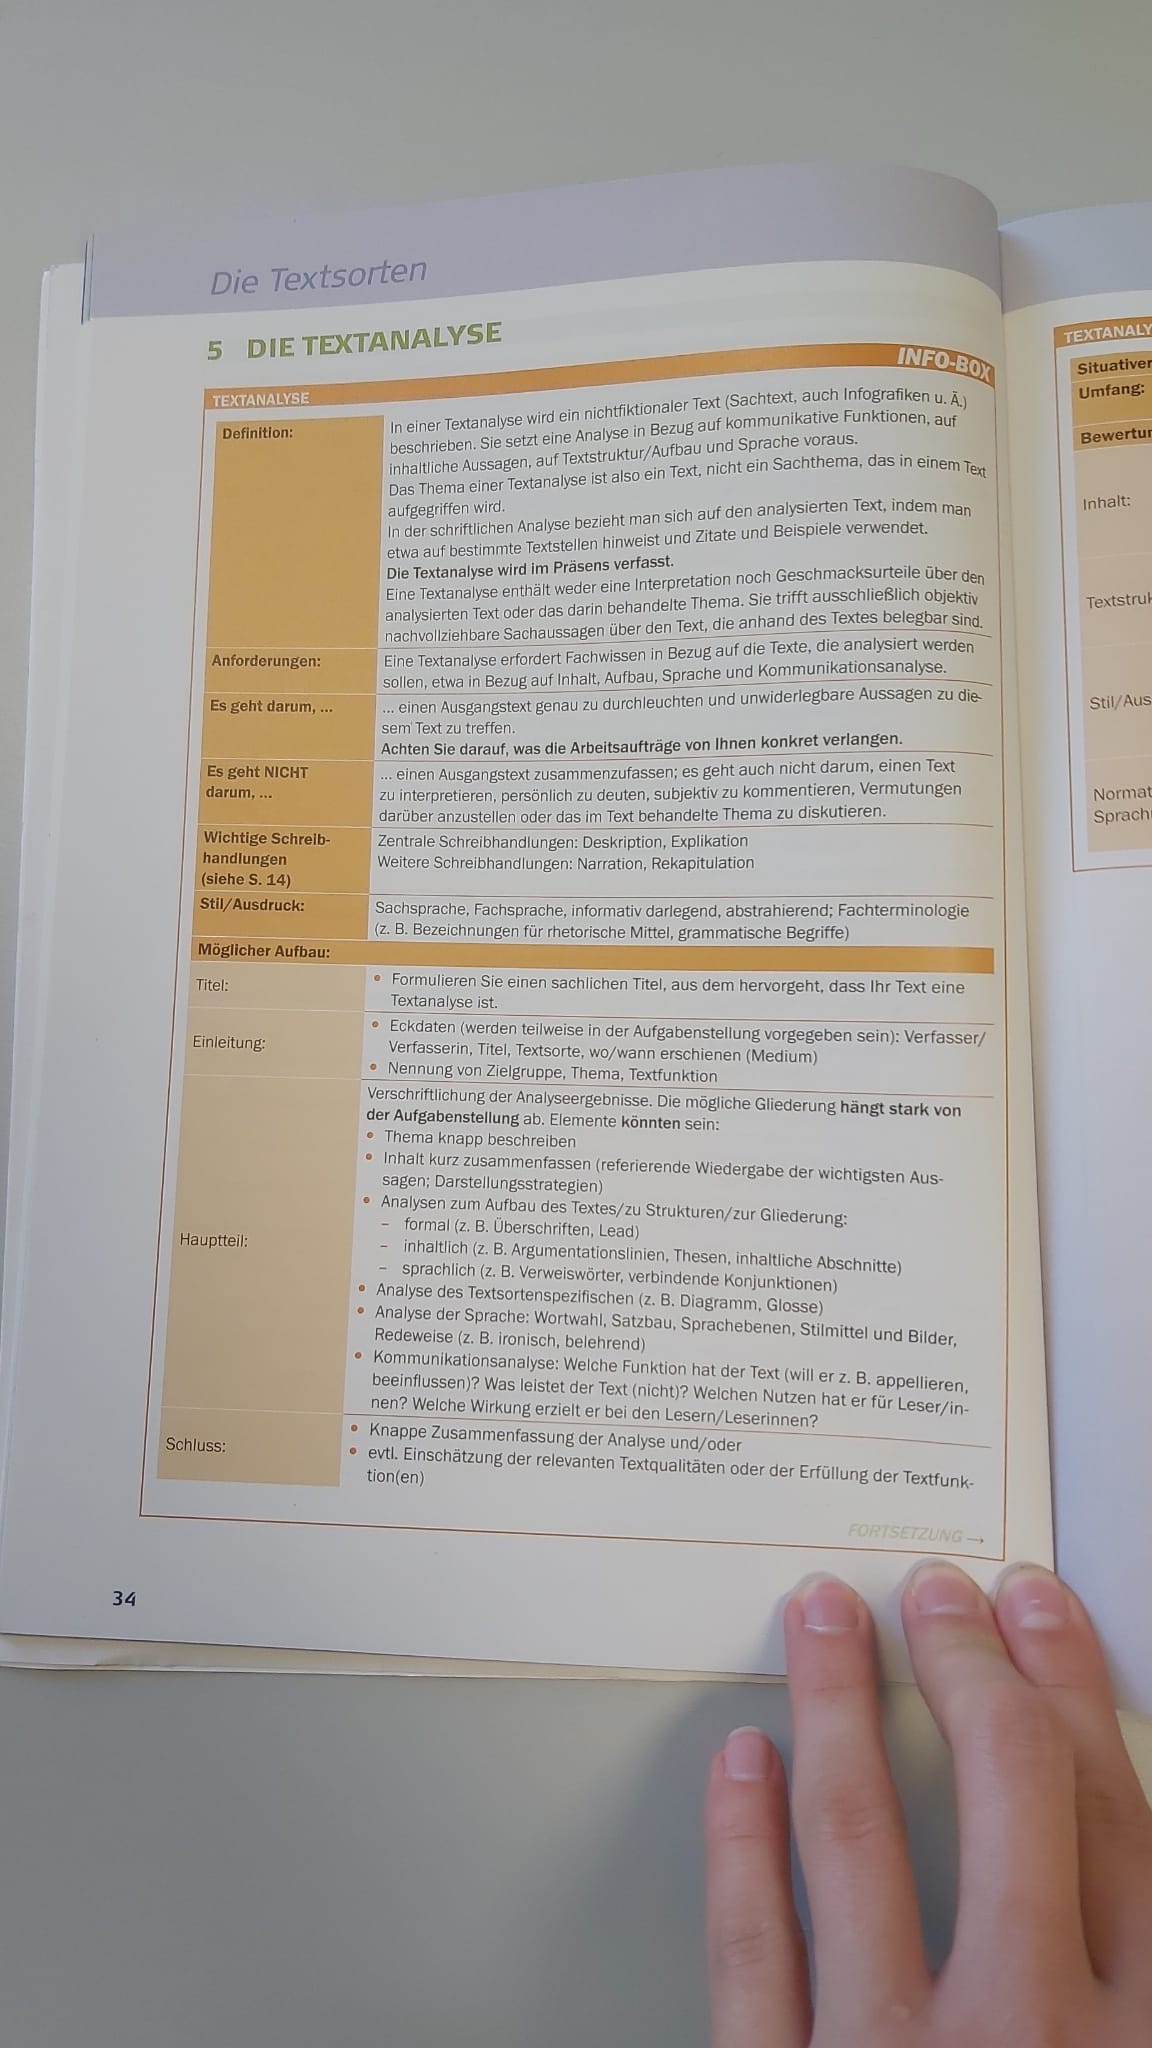 Die Textsorten
5 DIE TEXTANALYSE
INFO-BOX
TEXTANALYSE
Definition:
In einer Textanalyse wird ein nichtfiktionaler Text (Sachtext, auch Infografiken u. Ä.)
beschrieben. Sie setzt eine Analyse in Bezug auf kommunikative Funktionen, auf
inhaltliche Aussagen, auf Textstruktur/Aufbau und Sprache voraus.
Das Thema einer Textanalyse ist also ein Text, nicht ein Sachthema, das in einem Text
aufgegriffen wird.
In der schriftlichen Analyse bezieht man sich auf den analysierten Text, indem man
etwa auf bestimmte Textstellen hinweist und Zitate und Beispiele verwendet.
Die Textanalyse wird im Präsens verfasst.
Eine Textanalyse enthält weder eine Interpretation noch Geschmacksurteile über den
analysierten Text oder das darin behandelte Thema. Sie trifft ausschließlich objektiv
nachvollziehbare Sachaussagen über den Text, die anhand des Textes belegbar sind.
Anforderungen:
Eine Textanalyse erfordert Fachwissen in Bezug auf die Texte, die analysiert werden
sollen, etwa in Bezug auf Inhalt, Aufbau, Sprache und Kommunikationsanalyse.
Es geht darum, ...
... einen Ausgangstext genau zu durchleuchten und unwiderlegbare Aussagen zu die-
sem Text zu treffen.
Achten Sie darauf, was die Arbeitsaufträge von Ihnen konkret verlangen.
Es geht NICHT
darum, ...
... einen Ausgangstext zusammenzufassen; es geht auch nicht darum, einen Text
zu interpretieren, persönlich zu deuten, subjektiv zu kommentieren, Vermutungen
darüber anzustellen oder das im Text behandelte Thema zu diskutieren.
Wichtige Schreib-
handlungen
(siehe S. 14)
Zentrale Schreibhandlungen: Deskription, Explikation
Weitere Schreibhandlungen: Narration, Rekapitulation
Stil/Ausdruck:
Sachsprache, Fachsprache, informativ darlegend, abstrahierend; Fachterminologie
(z. B. Bezeichnungen für rhetorische Mittel, grammatische Begriffe)
Möglicher Aufbau:
Titel:
• Formulieren Sie einen sachlichen Titel, aus dem hervorgeht, dass Ihr Text eine
Textanalyse ist.
Einleitung:
• Eckdaten (werden teilweise in der Aufgabenstellung vorgegeben sein): Verfasser/
Verfasserin, Titel, Textsorte, wo/wann erschienen (Medium)
• Nennung von Zielgruppe, Thema, Textfunktion
Hauptteil:
Verschriftlichung der Analyseergebnisse. Die mögliche Gliederung hängt stark von
der Aufgabenstellung ab. Elemente könnten sein:
• Thema knapp beschreiben
• Inhalt kurz zusammenfassen (referierende Wiedergabe der wichtigsten Aus-
sagen; Darstellungsstrategien)
• Analysen zum Aufbau des Textes/zu Strukturen/zur Gliederung:
– formal (z. B. Überschriften, Lead)
– inhaltlich (z. B. Argumentationslinien, Thesen, inhaltliche Abschnitte)
– sprachlich (z. B. Verweiswörter, verbindende Konjunktionen)
• Analyse des Textsortenspezifischen (z. B. Diagramm, Glosse)
• Analyse der Sprache: Wortwahl, Satzbau, Sprachebenen, Stilmittel und Bilder,
Redeweise (z. B. ironisch, belehrend)
• Kommunikationsanalyse: Welche Funktion hat der Text (will er z. B. appellieren,
beeinflussen)? Was leistet der Text (nicht)? Welchen Nutzen hat er für Leser/in-
nen? Welche Wirkung erzielt er bei den Lesern/Leserinnen?
Schluss:
• Knappe Zusammenfassung der Analyse und/oder
• evtl. Einschätzung der relevanten Textqualitäten oder der Erfüllung der Textfunk-
tion(en)
FORTSETZUNG →
34
TEXTANALY
Situativer
Umfang:
Bewertur
Inhalt:
Textstruk
Stil/Aus
Normat
Sprach